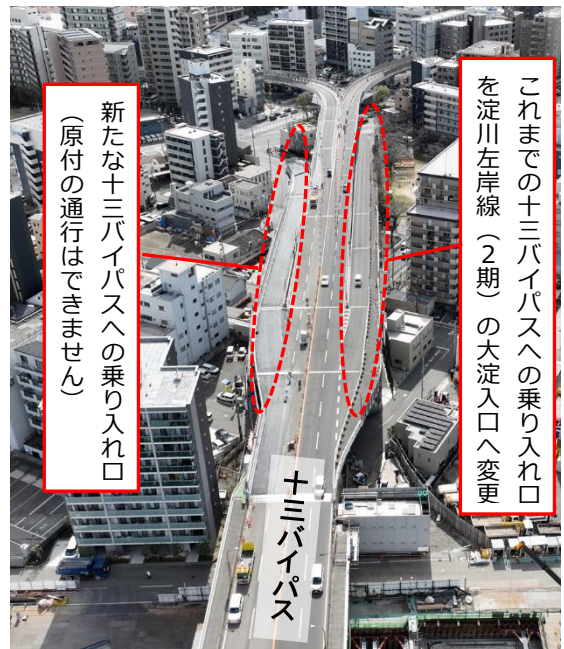 これまでの十三バイパスへの乗り入れ口
を淀川左岸線（２期）の大淀入口へ変更
新たな十三バイパスへの乗り入れ口
（原付の通行はできません）
十三バイパス